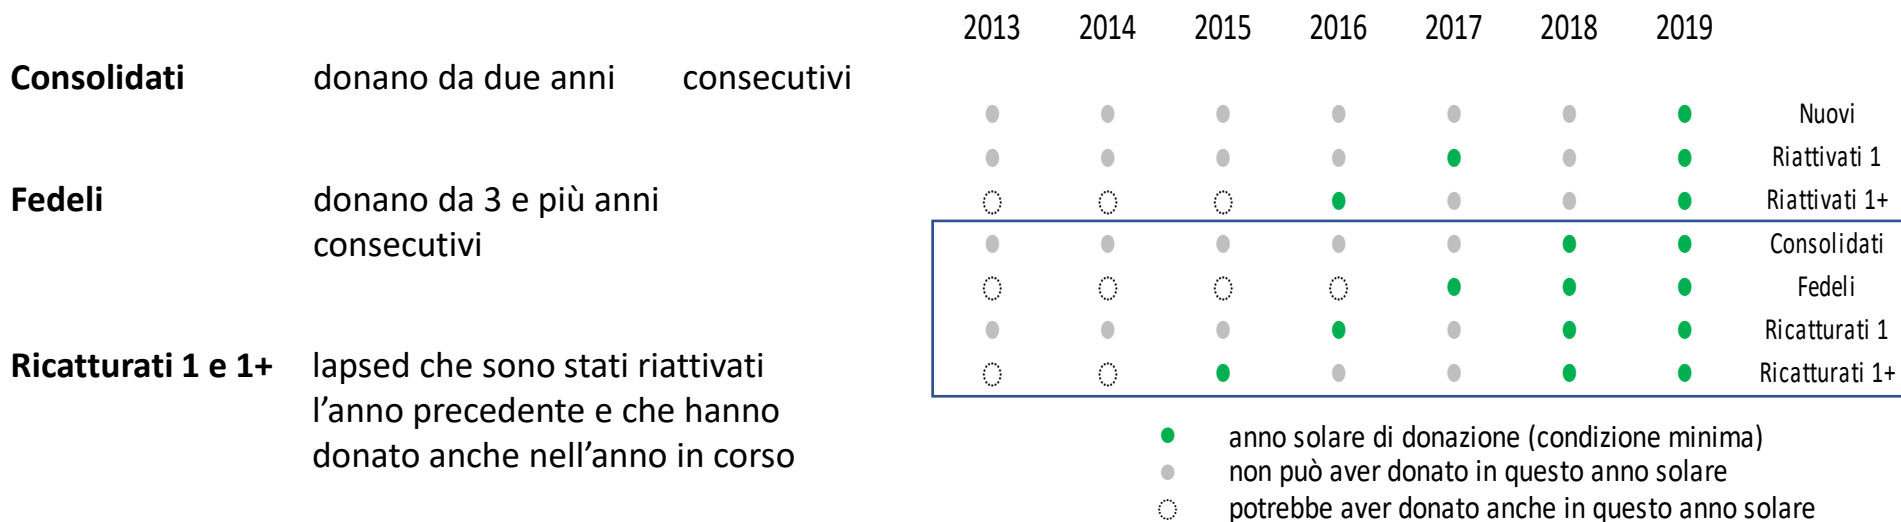 2013 2014 2015 2016 2017 2018 2019
Consolidati donano da due anni consecutivi
Nuovi
Riattivati 1
Fedeli donano da 3 e più anni
consecutivi
Riattivati 1+
Consolidati
Fedeli
Ricatturati 1
Ricatturati 1+
Ricatturati 1 e 1+ lapsed che sono stati riattivati
l’anno precedente e che hanno
donato anche nell’anno in corso
anno solare di donazione (condizione minima)
non può aver donato in questo anno solare
potrebbe aver donato anche in questo anno solare